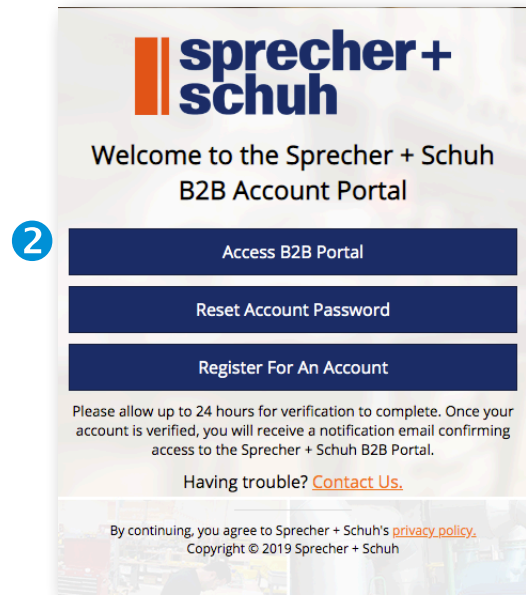 sprecher+
schuh
Welcome to the Sprecher + Schuh
B2B Account Portal
2
Access B2B Portal
Reset Account Password
Register For An Account
Please allow up to 24 hours for verification to complete. Once your
account is verified, you will receive a notification email confirming
access to the Sprecher + Schuh B2B Portal.
Having trouble? Contact Us.
By continuing, you agree to Sprecher + Schuh's privacy policy.
Copyright © 2019 Sprecher + Schuh